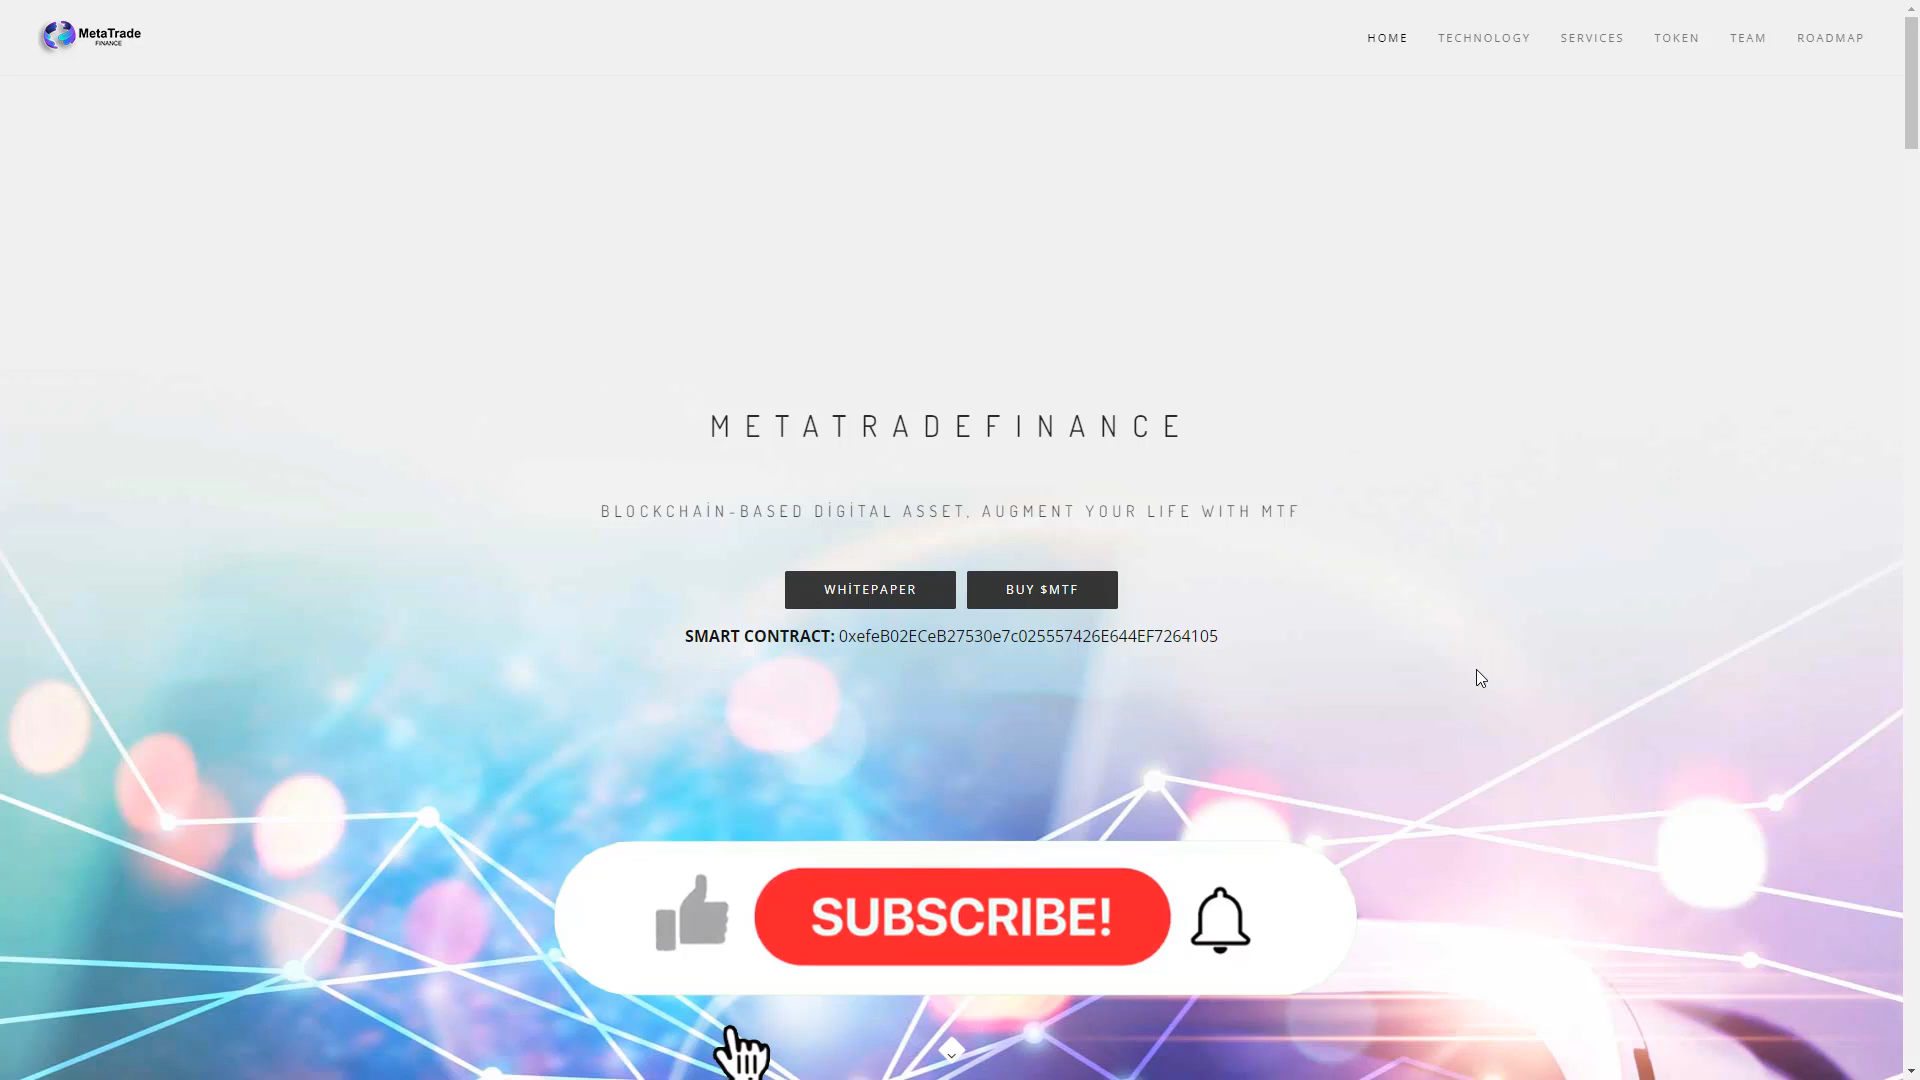 MetaTrade
FINANCE
HOME
TECHNOLOGY
SERVICES
TOKEN
TEAM
ROADMAP
METATRADEFINANCE
BLOCKCHAİN-BASED DİGİTAL ASSET, AUGMENT YOUR LIFE WITH MTF
WHİTEPAPER
BUY $MTF
SMART CONTRACT: 0xefeB02ECeB27530e7c025557426E644EF7264105
SUBSCRIBE!